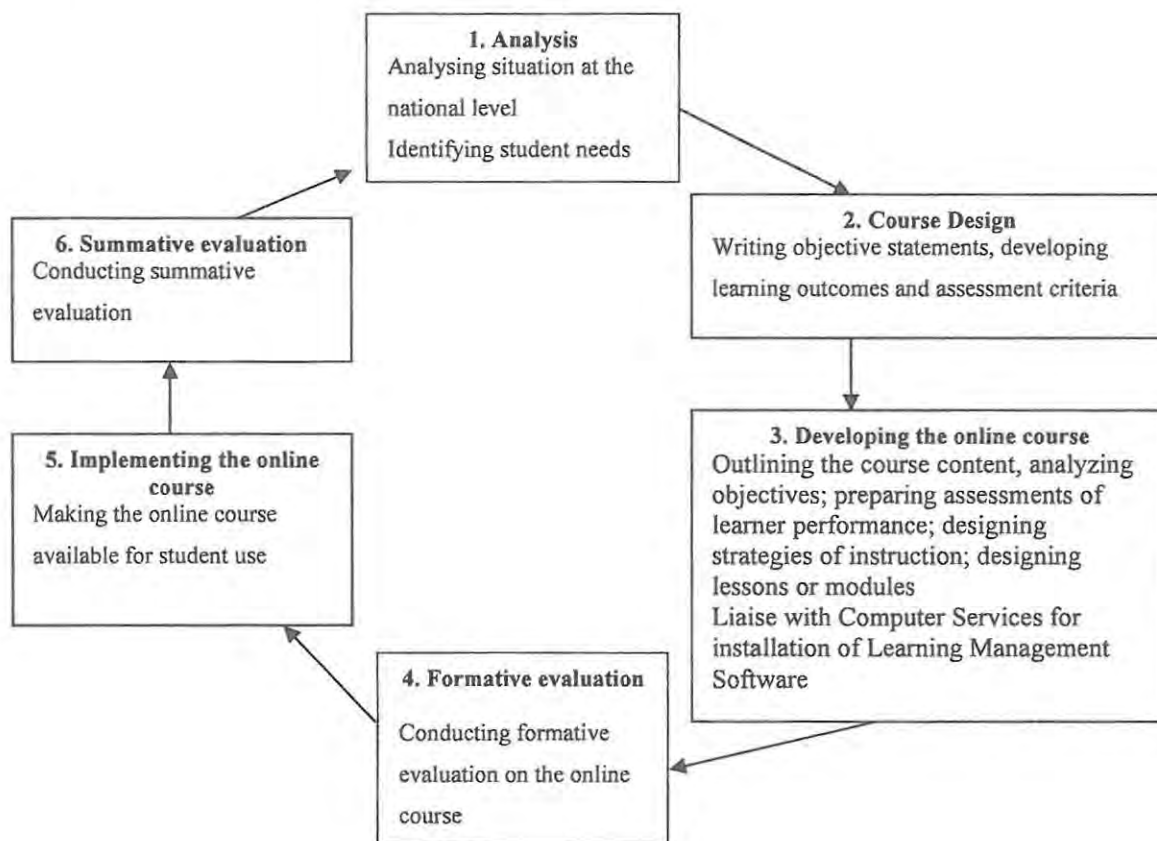 1. Analysis
Analysing situation at the
national level
Identifying student needs
2. Course Design
Writing objective statements, developing
learning outcomes and assessment criteria
3. Developing the online course
Outlining the course content, analyzing
objectives; preparing assessments of
learner performance; designing
strategies of instruction; designing
lessons or modules
Liaise with Computer Services for
installation of Learning Management
Software
4. Formative evaluation
Conducting formative
evaluation on the online
course
5. Implementing the online
course
Making the online course
available for student use
6. Summative evaluation
Conducting summative
evaluation